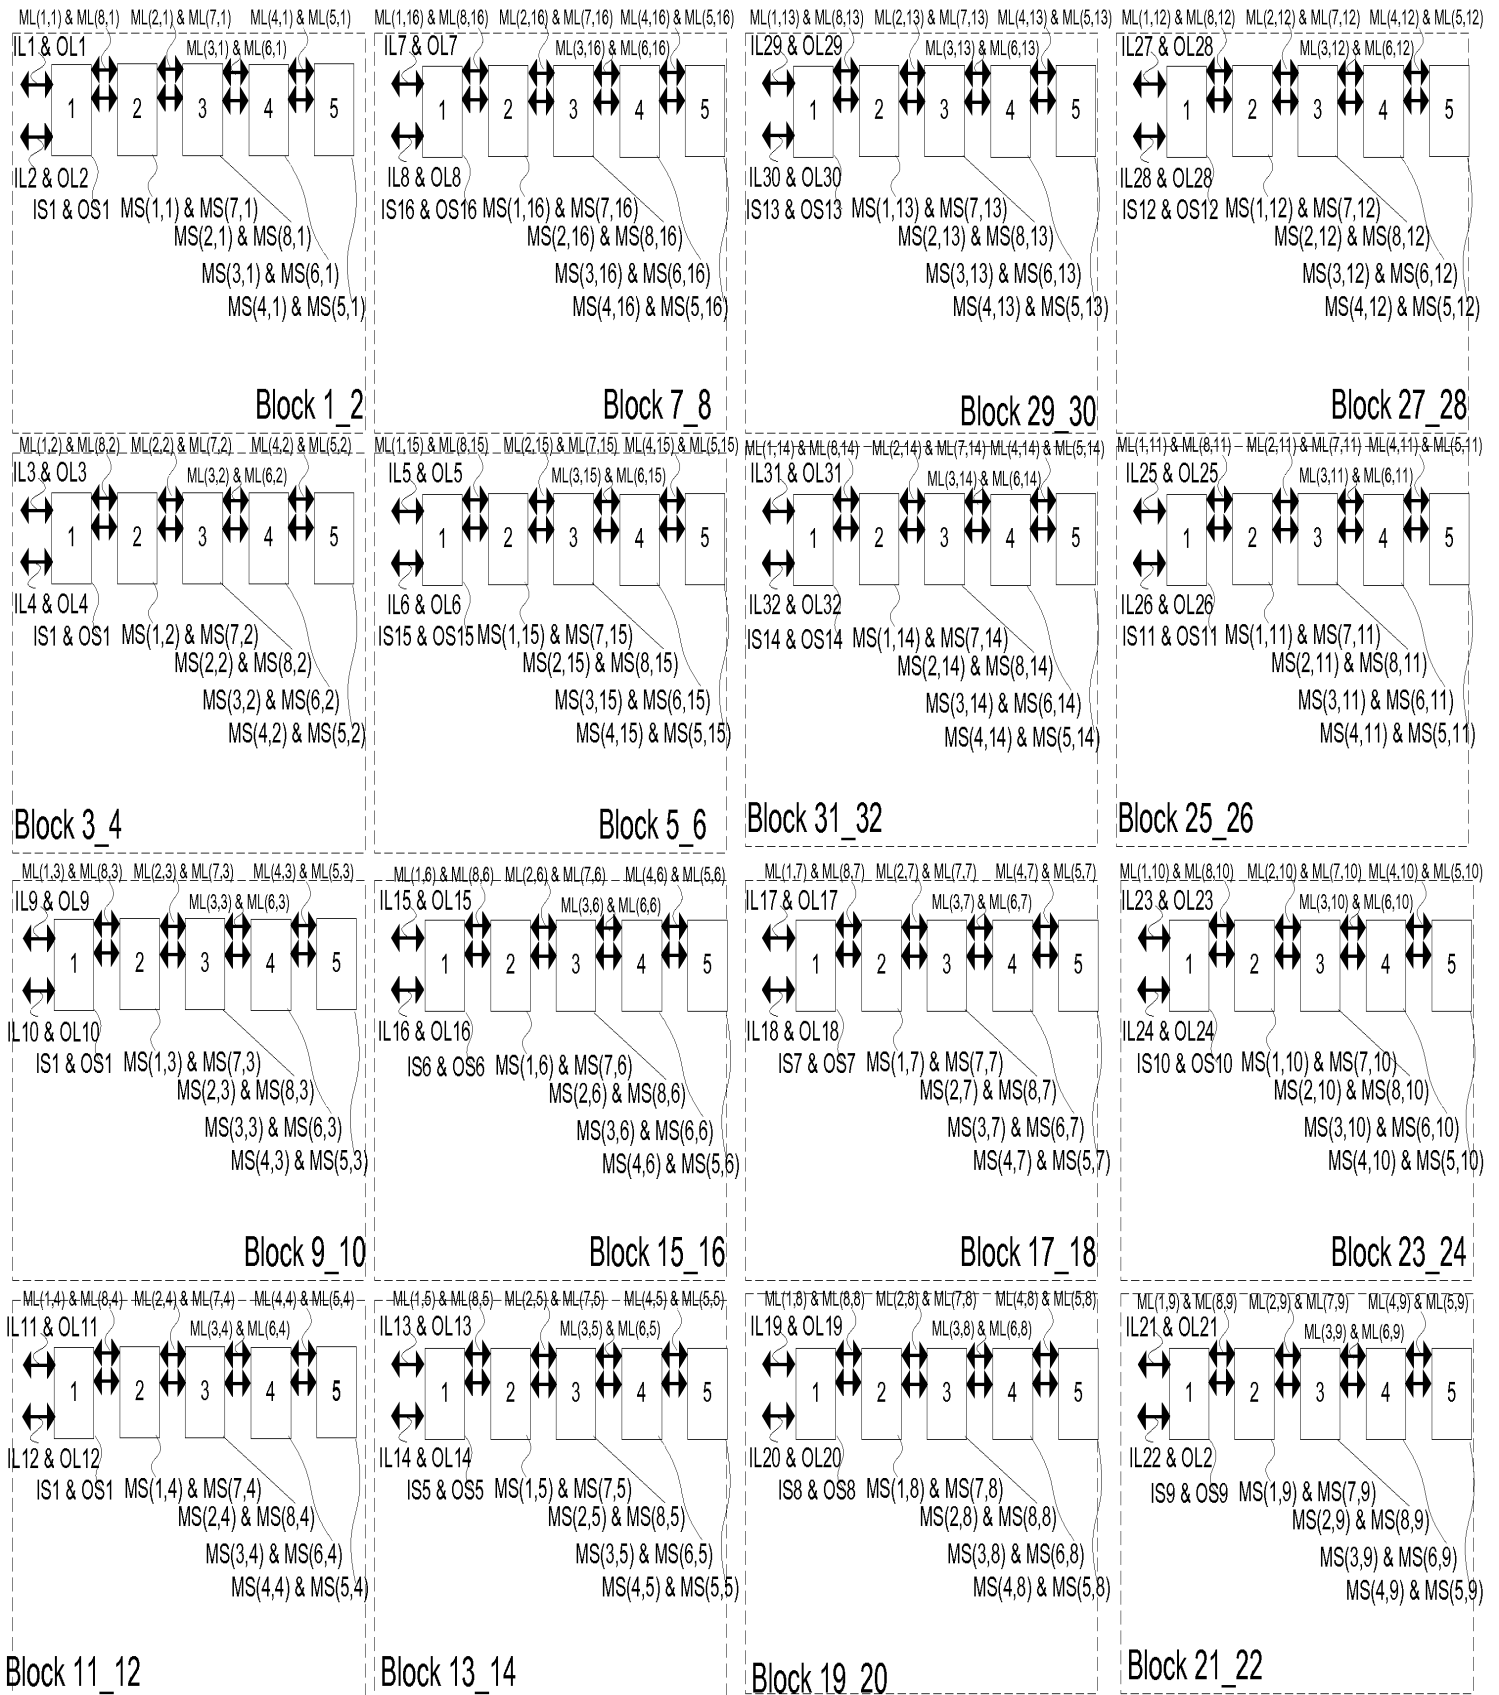 ML(1,1) & ML(8,1) ML(2,1) & ML(7,1) ML(4,1) & ML(5,1)
IL1 & OL1
ML(3,1) & ML(6,1)
1 2 3 4 5
IL2 & OL2
IS1 & OS1
MS(1,1) & MS(7,1)
MS(2,1) & MS(8,1)
MS(3,1) & MS(6,1)
MS(4,1) & MS(5,1)
Block 1_2
ML(1,16) & ML(8,16) ML(2,16) & ML(7,16) ML(4,16) & ML(5,16)
IL7 & OL7
ML(3,16) & ML(6,16)
1 2 3 4 5
IL8 & OL8
IS16 & OS16
MS(1,16) & MS(7,16)
MS(2,16) & MS(8,16)
MS(3,16) & MS(6,16)
MS(4,16) & MS(5,16)
Block 7_8
ML(1,13) & ML(8,13) ML(2,13) & ML(7,13) ML(4,13) & ML(5,13)
IL29 & OL29
ML(3,13) & ML(6,13)
1 2 3 4 5
IL30 & OL30
IS13 & OS13
MS(1,13) & MS(7,13)
MS(2,13) & MS(8,13)
MS(3,13) & MS(6,13)
MS(4,13) & MS(5,13)
Block 29_30
ML(1,12) & ML(8,12) ML(2,12) & ML(7,12) ML(4,12) & ML(5,12)
IL27 & OL28
ML(3,12) & ML(6,12)
1 2 3 4 5
IL28 & OL28
IS12 & OS12
MS(1,12) & MS(7,12)
MS(2,12) & MS(8,12)
MS(3,12) & MS(6,12)
MS(4,12) & MS(5,12)
Block 27_28
ML(1,2) & ML(8,2) ML(2,2) & ML(7,2) ML(4,2) & ML(5,2)
IL3 & OL3
ML(3,2) & ML(6,2)
1 2 3 4 5
IL4 & OL4
IS1 & OS1
MS(1,2) & MS(7,2)
MS(2,2) & MS(8,2)
MS(3,2) & MS(6,2)
MS(4,2) & MS(5,2)
Block 3_4
ML(1,15) & ML(8,15) ML(2,15) & ML(7,15) ML(4,15) & ML(5,15)
IL5 & OL5
ML(3,15) & ML(6,15)
1 2 3 4 5
IL6 & OL6
IS15 & OS15
MS(1,15) & MS(7,15)
MS(2,15) & MS(8,15)
MS(3,15) & MS(6,15)
MS(4,15) & MS(5,15)
Block 5_6
ML(1,14) & ML(8,14) ML(2,14) & ML(7,14) ML(4,14) & ML(5,14)
IL31 & OL31
ML(3,14) & ML(6,14)
1 2 3 4 5
IL32 & OL32
IS14 & OS14
MS(1,14) & MS(7,14)
MS(2,14) & MS(8,14)
MS(3,14) & MS(6,14)
MS(4,14) & MS(5,14)
Block 31_32
ML(1,11) & ML(8,11) ML(2,11) & ML(7,11) ML(4,11) & ML(5,11)
IL25 & OL25
ML(3,11) & ML(6,11)
1 2 3 4 5
IL26 & OL26
IS11 & OS11
MS(1,11) & MS(7,11)
MS(2,11) & MS(8,11)
MS(3,11) & MS(6,11)
MS(4,11) & MS(5,11)
Block 25_26
ML(1,3) & ML(8,3) ML(2,3) & ML(7,3) ML(4,3) & ML(5,3)
IL9 & OL9
ML(3,3) & ML(6,3)
1 2 3 4 5
IL10 & OL10
IS1 & OS1
MS(1,3) & MS(7,3)
MS(2,3) & MS(8,3)
MS(3,3) & MS(6,3)
MS(4,3) & MS(5,3)
Block 9_10
ML(1,6) & ML(8,6) ML(2,6) & ML(7,6) ML(4,6) & ML(5,6)
IL15 & OL15
ML(3,6) & ML(6,6)
1 2 3 4 5
IL16 & OL16
IS6 & OS6
MS(1,6) & MS(7,6)
MS(2,6) & MS(8,6)
MS(3,6) & MS(6,6)
MS(4,6) & MS(5,6)
Block 15_16
ML(1,7) & ML(8,7) ML(2,7) & ML(7,7) ML(4,7) & ML(5,7)
IL17 & OL17
ML(3,7) & ML(6,7)
1 2 3 4 5
IL18 & OL18
IS7 & OS7
MS(1,7) & MS(7,7)
MS(2,7) & MS(8,7)
MS(3,7) & MS(6,7)
MS(4,7) & MS(5,7)
Block 17_18
ML(1,10) & ML(8,10) ML(2,10) & ML(7,10) ML(4,10) & ML(5,10)
IL23 & OL23
ML(3,10) & ML(6,10)
1 2 3 4 5
IL24 & OL24
IS10 & OS10
MS(1,10) & MS(7,10)
MS(2,10) & MS(8,10)
MS(3,10) & MS(6,10)
MS(4,10) & MS(5,10)
Block 23_24
ML(1,4) & ML(8,4) ML(2,4) & ML(7,4) ML(4,4) & ML(5,4)
IL11 & OL11
ML(3,4) & ML(6,4)
1 2 3 4 5
IL12 & OL12
IS1 & OS1
MS(1,4) & MS(7,4)
MS(2,4) & MS(8,4)
MS(3,4) & MS(6,4)
MS(4,4) & MS(5,4)
Block 11_12
ML(1,5) & ML(8,5) ML(2,5) & ML(7,5) ML(4,5) & ML(5,5)
IL13 & OL13
ML(3,5) & ML(6,5)
1 2 3 4 5
IL14 & OL14
IS5 & OS5
MS(1,5) & MS(7,5)
MS(2,5) & MS(8,5)
MS(3,5) & MS(6,5)
MS(4,5) & MS(5,5)
Block 13_14
ML(1,8) & ML(8,8) ML(2,8) & ML(7,8) ML(4,8) & ML(5,8)
IL19 & OL19
ML(3,8) & ML(6,8)
1 2 3 4 5
IL20 & OL20
IS8 & OS8
MS(1,8) & MS(7,8)
MS(2,8) & MS(8,8)
MS(3,8) & MS(6,8)
MS(4,8) & MS(5,8)
Block 19_20
ML(1,9) & ML(8,9) ML(2,9) & ML(7,9) ML(4,9) & ML(5,9)
IL21 & OL21
ML(3,9) & ML(6,9)
1 2 3 4 5
IL22 & OL2
IS9 & OS9
MS(1,9) & MS(7,9)
MS(2,9) & MS(8,9)
MS(3,9) & MS(6,9)
MS(4,9) & MS(5,9)
Block 21_22